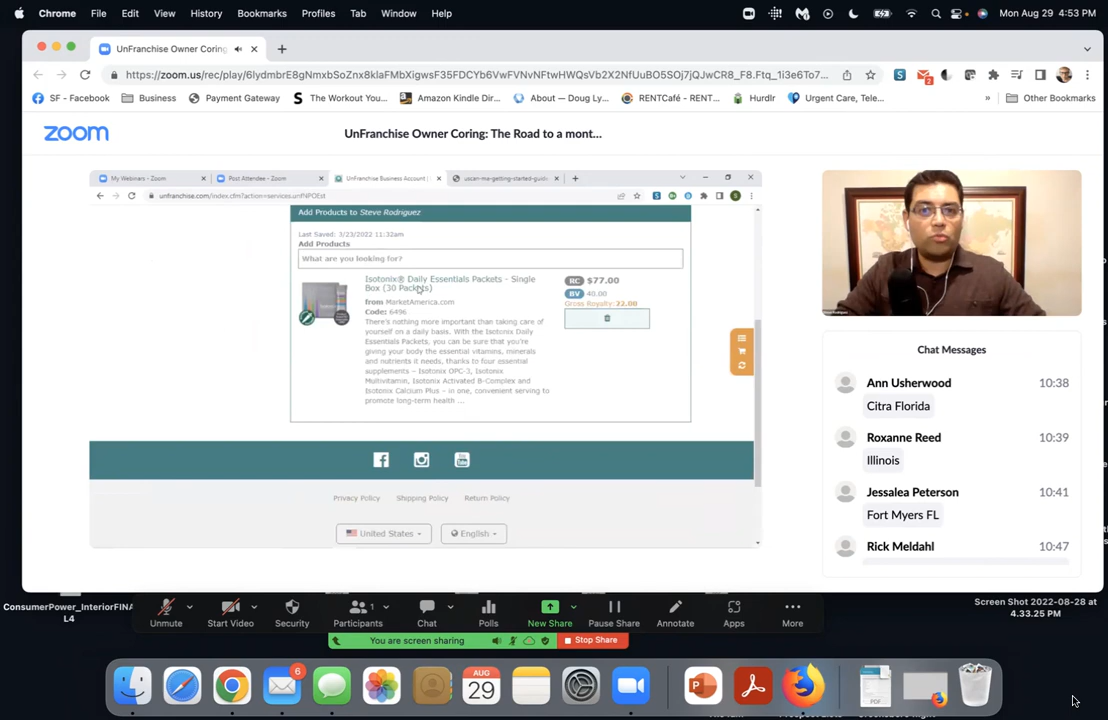 Chrome File Edit View History Bookmarks Profiles Tab Window Help Mon Aug 29 4:53 PM
UnFranchise Owner Coring
https://zoom.us/rec/play/6lydmbrE8gNmxbSoZnx8klaFMbXigwsF35FDCYb6VwFVNvNFtwHWQsVb2X2NfUuBO5SOj7jQJwCR8_F8.Ftq_1i3e6To7...
SF - Facebook Business Payment Gateway The Workout You... Amazon Kindle Dir... About — Doug Ly... RENTCafé - RENT... Hurdlr Urgent Care, Tele... » Other Bookmarks
zoom
UnFranchise Owner Coring: The Road to a mont...
My Webinars - Zoom Post Attendee - Zoom UnFranchise Business Account uscan-ma-getting-started-guide
unfranchise.com/index.cfm?action=services.unfNPOEst
Add Products to Steve Rodriguez
Last Saved: 3/23/2022 11:32am
Add Products
What are you looking for?
Isotonix® Daily Essentials Packets - Single
Box (30 Packets)
from MarketAmerica.com
Code: 6496
There's nothing more important than taking care of
yourself on a daily basis. With the Isotonix Daily
Essentials Packets, you can be sure that you're
giving your body the essential vitamins, minerals
and nutrients it needs, thanks to four essential
supplements – Isotonix OPC-3, Isotonix
Multivitamin, Isotonix Activated B-Complex and
Isotonix Calcium Plus – in one, convenient serving to
promote long-term health ...
RC $77.00
BV 40.00
Gross Royalty: 22.00
Privacy Policy Shipping Policy Return Policy
United States English
Chat Messages
Ann Usherwood 10:38
Citra Florida
Roxanne Reed 10:39
Illinois
Jessalea Peterson 10:41
Fort Myers FL
Rick Meldahl 10:47
ConsumerPower_InteriorFINA
L4
Screen Shot 2022-08-28 at
4.33.25 PM
Unmute Start Video Security Participants 1 Chat Polls New Share Pause Share Annotate Apps More
You are screen sharing Stop Share
6
AUG
29
PDF